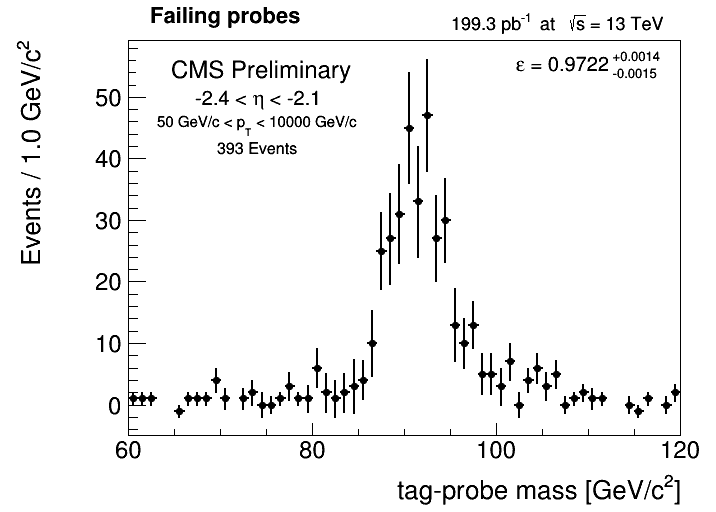 Failing probes
199.3 pb⁻¹ at √s = 13 TeV
CMS Preliminary
-2.4 < η < -2.1
50 GeV/c < p_T < 10000 GeV/c
393 Events
ε = 0.9722 +0.0014 -0.0015
Events / 1.0 GeV/c²
50
40
30
20
10
0
60 80 100 120
tag-probe mass [GeV/c²]